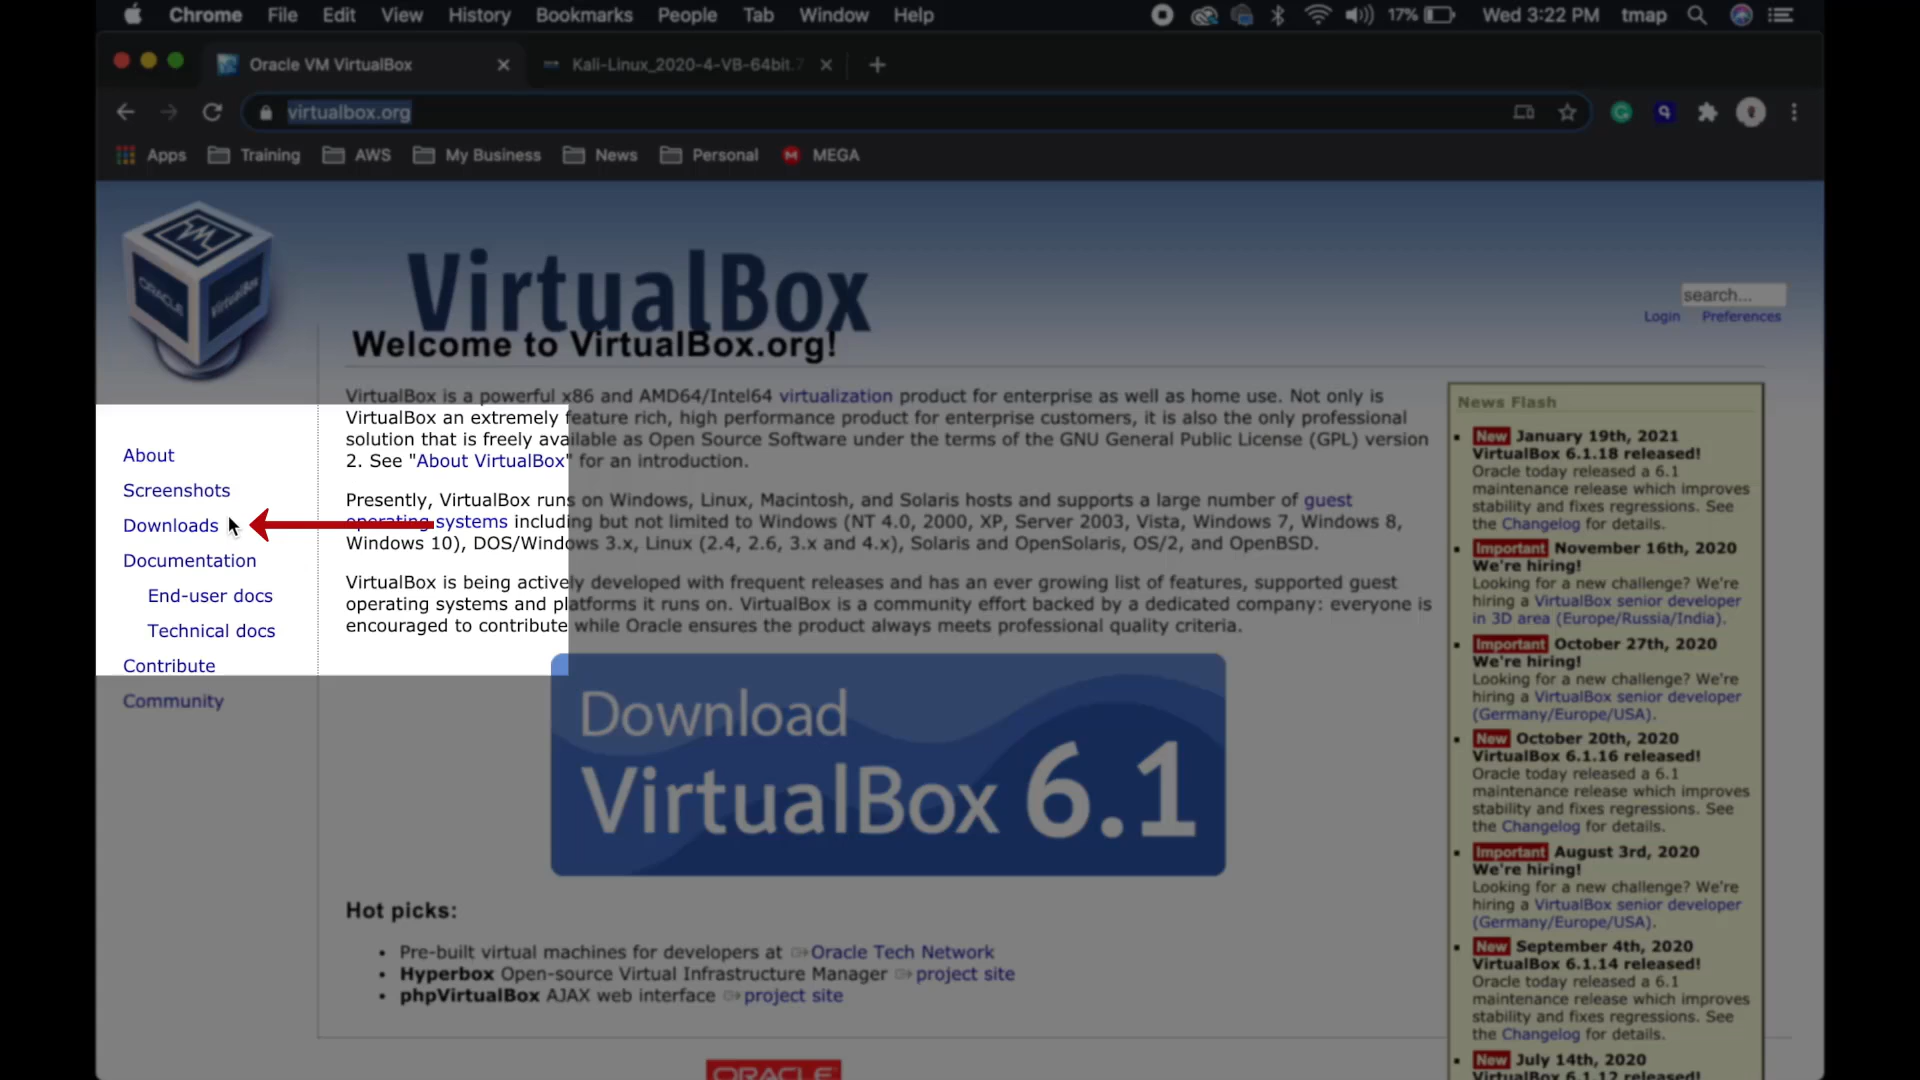 Chrome File Edit View History Bookmarks People Tab Window Help 17% Wed 3:22 PM tmap
Oracle VM VirtualBox Kali-Linux_2020-4-VB-64bit.7
virtualbox.org
Apps Training AWS My Business News Personal MEGA
ORACLE VirtualBox
VirtualBox
search...
Login Preferences
Welcome to VirtualBox.org!
About
Screenshots
Downloads
Documentation
End-user docs
Technical docs
Contribute
Community
VirtualBox is a powerful x86 and AMD64/Intel64 virtualization product for enterprise as well as home use. Not only is
VirtualBox an extremely feature rich, high performance product for enterprise customers, it is also the only professional
solution that is freely available as Open Source Software under the terms of the GNU General Public License (GPL) version
2. See "About VirtualBox" for an introduction.
Presently, VirtualBox runs on Windows, Linux, Macintosh, and Solaris hosts and supports a large number of guest
operating systems including but not limited to Windows (NT 4.0, 2000, XP, Server 2003, Vista, Windows 7, Windows 8,
Windows 10), DOS/Windows 3.x, Linux (2.4, 2.6, 3.x and 4.x), Solaris and OpenSolaris, OS/2, and OpenBSD.
VirtualBox is being actively developed with frequent releases and has an ever growing list of features, supported guest
operating systems and platforms it runs on. VirtualBox is a community effort backed by a dedicated company: everyone is
encouraged to contribute while Oracle ensures the product always meets professional quality criteria.
Download
VirtualBox 6.1
Hot picks:
Pre-built virtual machines for developers at Oracle Tech Network
Hyperbox Open-source Virtual Infrastructure Manager project site
phpVirtualBox AJAX web interface project site
ORACLE
News Flash
New January 19th, 2021
VirtualBox 6.1.18 released!
Oracle today released a 6.1
maintenance release which improves
stability and fixes regressions. See
the Changelog for details.
Important November 16th, 2020
We're hiring!
Looking for a new challenge? We're
hiring a VirtualBox senior developer
in 3D area (Europe/Russia/India).
Important October 27th, 2020
We're hiring!
Looking for a new challenge? We're
hiring a VirtualBox senior developer
(Germany/Europe/USA).
New October 20th, 2020
VirtualBox 6.1.16 released!
Oracle today released a 6.1
maintenance release which improves
stability and fixes regressions. See
the Changelog for details.
Important August 3rd, 2020
We're hiring!
Looking for a new challenge? We're
hiring a VirtualBox senior developer
(Germany/Europe/USA).
New September 4th, 2020
VirtualBox 6.1.14 released!
Oracle today released a 6.1
maintenance release which improves
stability and fixes regressions. See
the Changelog for details.
New July 14th, 2020
VirtualBox 6.1.12 released!